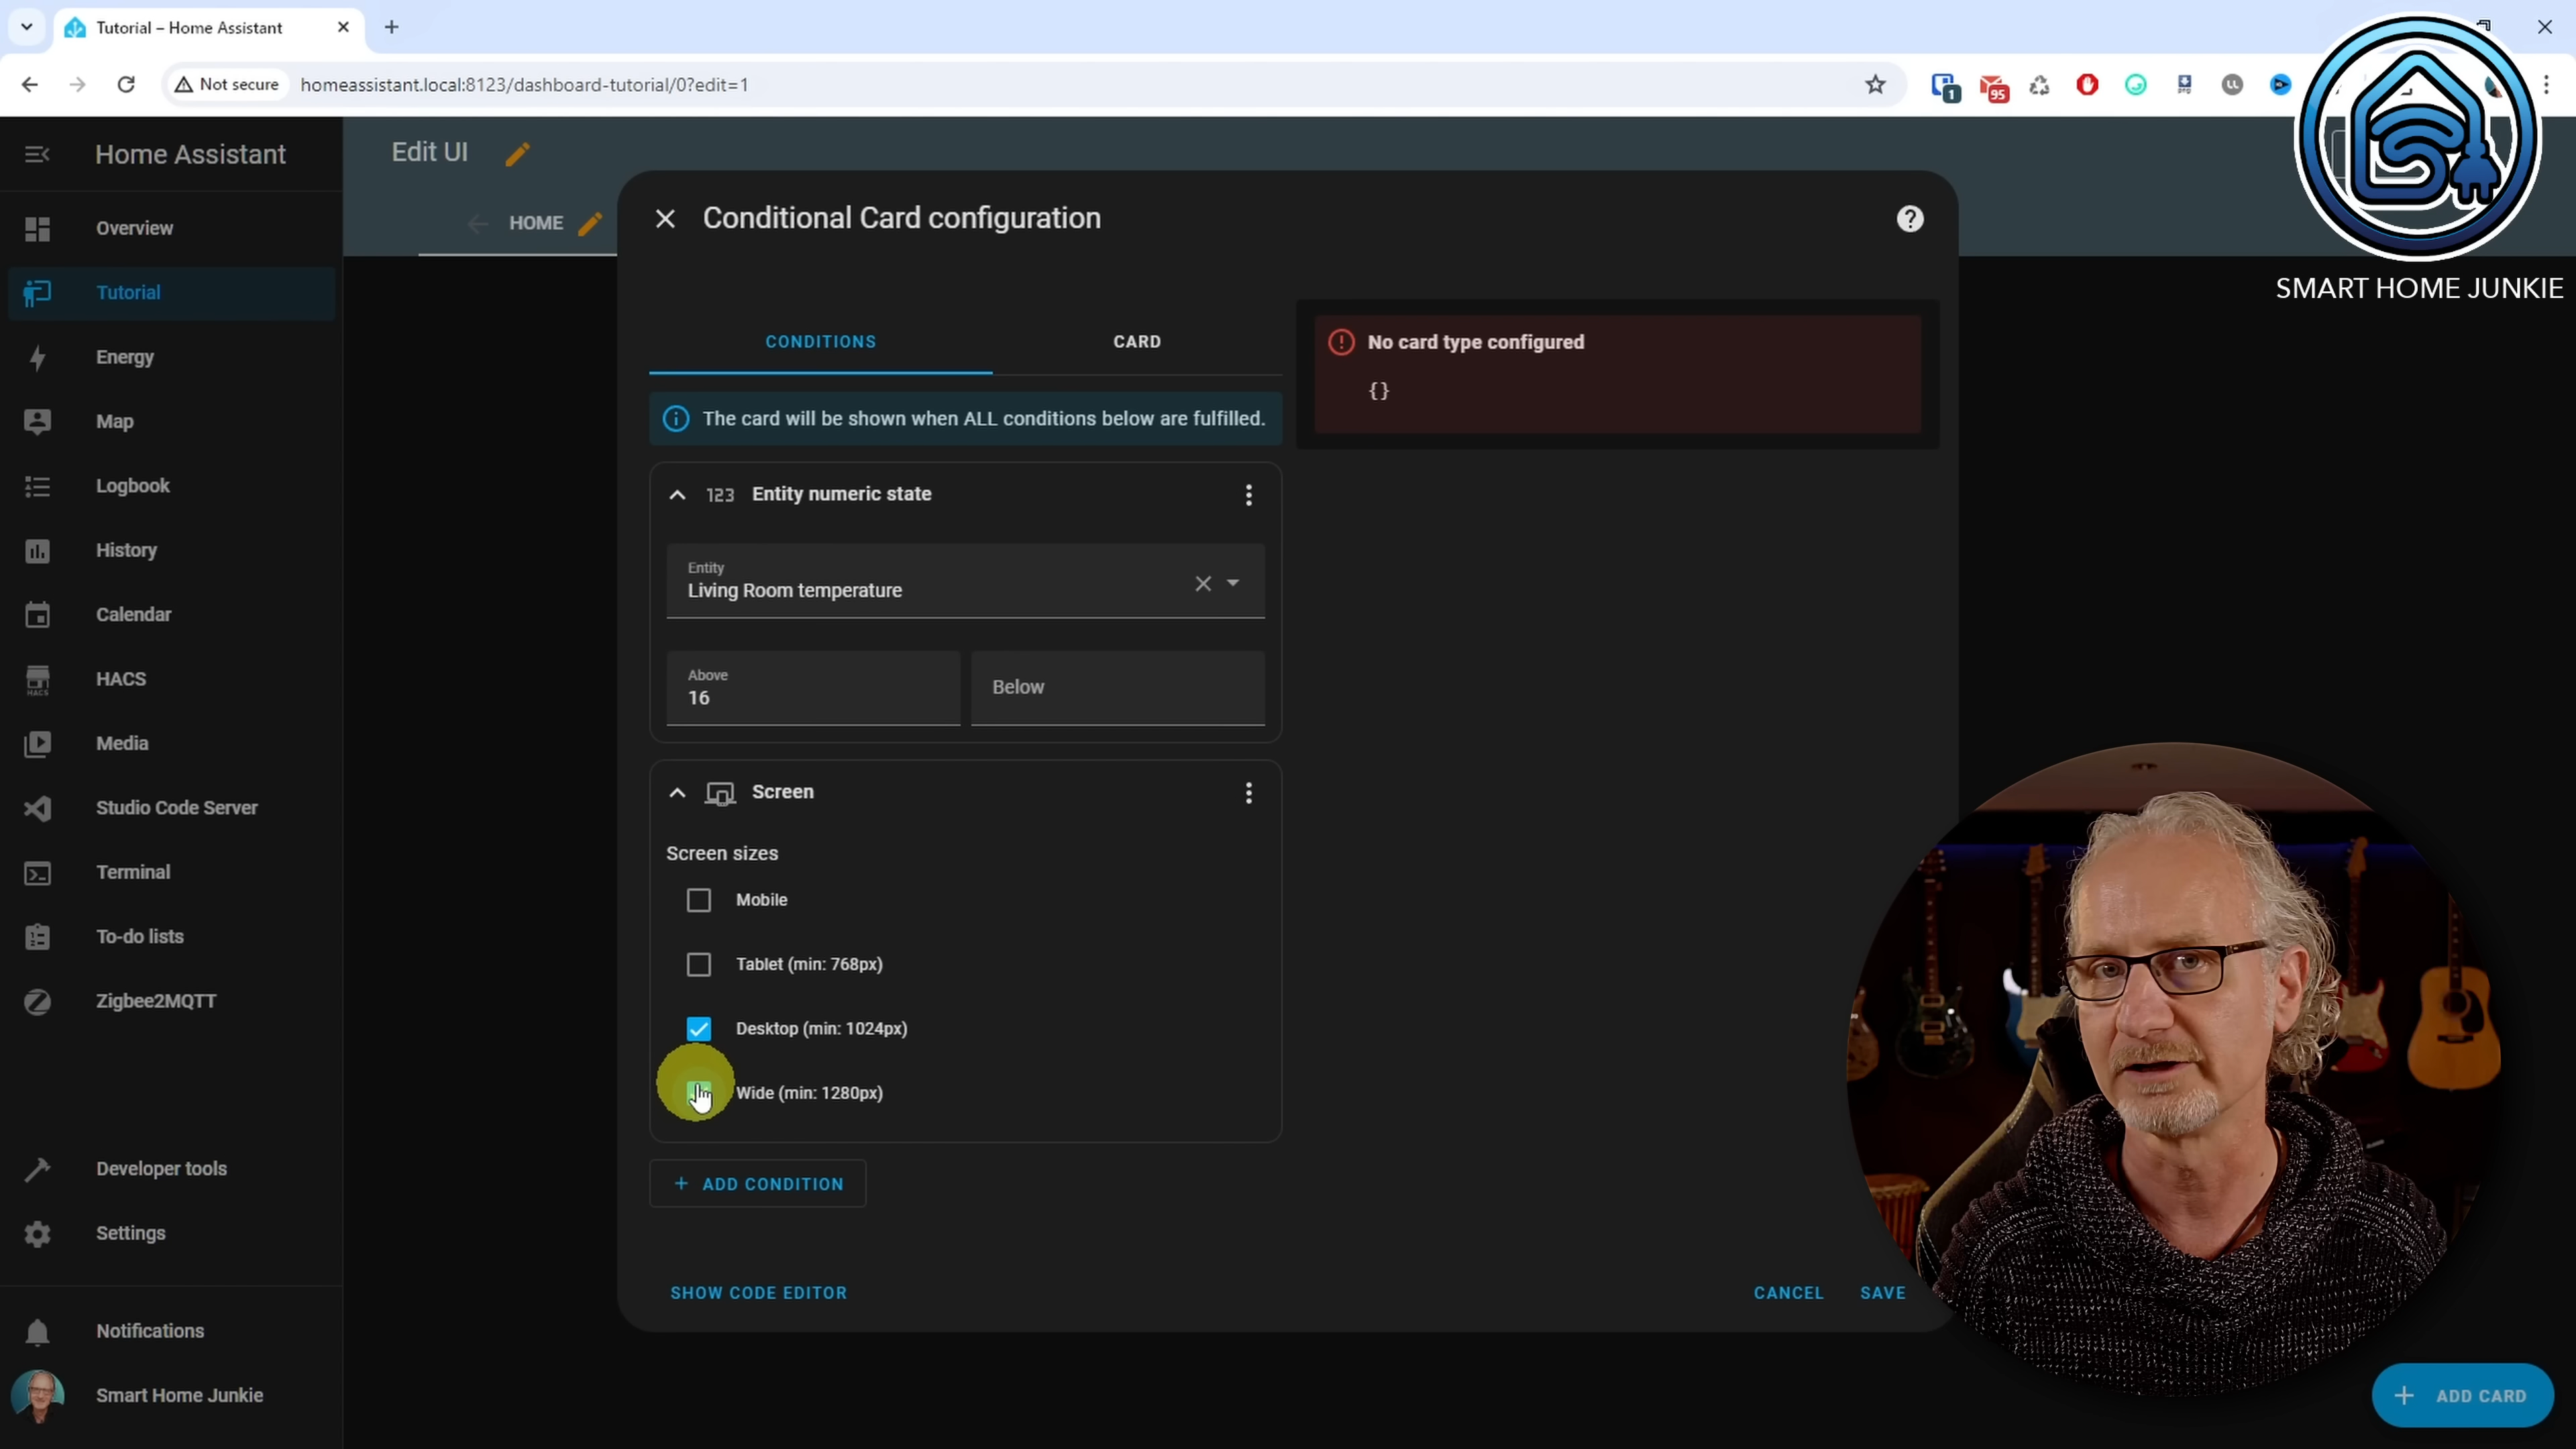 Tutorial – Home Assistant
Not secure
homeassistant.local:8123/dashboard-tutorial/0?edit=1
1
95
SMART HOME JUNKIE
Home Assistant
Overview
Tutorial
Energy
Map
Logbook
History
Calendar
HACS
HACS
Media
Studio Code Server
Terminal
To-do lists
Zigbee2MQTT
Developer tools
Settings
Notifications
Smart Home Junkie
Edit UI
HOME
Conditional Card configuration
CONDITIONS
CARD
The card will be shown when ALL conditions below are fulfilled.
123 Entity numeric state
Entity
Living Room temperature
Above
16
Below
Screen
Screen sizes
Mobile
Tablet (min: 768px)
Desktop (min: 1024px)
Wide (min: 1280px)
+ ADD CONDITION
SHOW CODE EDITOR
CANCEL
SAVE
No card type configured
{}
+ ADD CARD